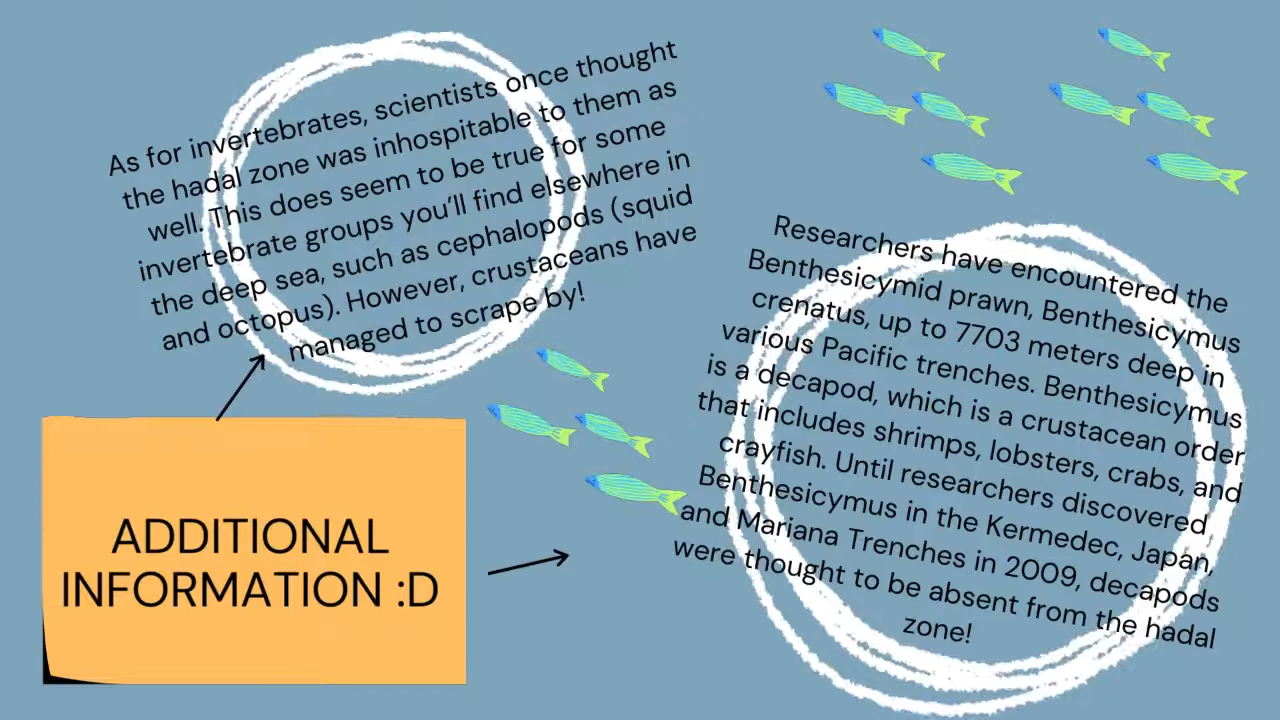 As for invertebrates, scientists once thought
the hadal zone was inhospitable to them as
well. This does seem to be true for some
invertebrate groups you'll find elsewhere in
the deep sea, such as cephalopods (squid
and octopus). However, crustaceans have
managed to scrape by!
Researchers have encountered the
Benthesicymid prawn, Benthesicymus
crenatus, up to 7703 meters deep in
various Pacific trenches. Benthesicymus
is a decapod, which is a crustacean order
that includes shrimps, lobsters, crabs, and
crayfish. Until researchers discovered
Benthesicymus in the Kermedec, Japan,
and Mariana Trenches in 2009, decapods
were thought to be absent from the hadal
zone!
ADDITIONAL
INFORMATION :D